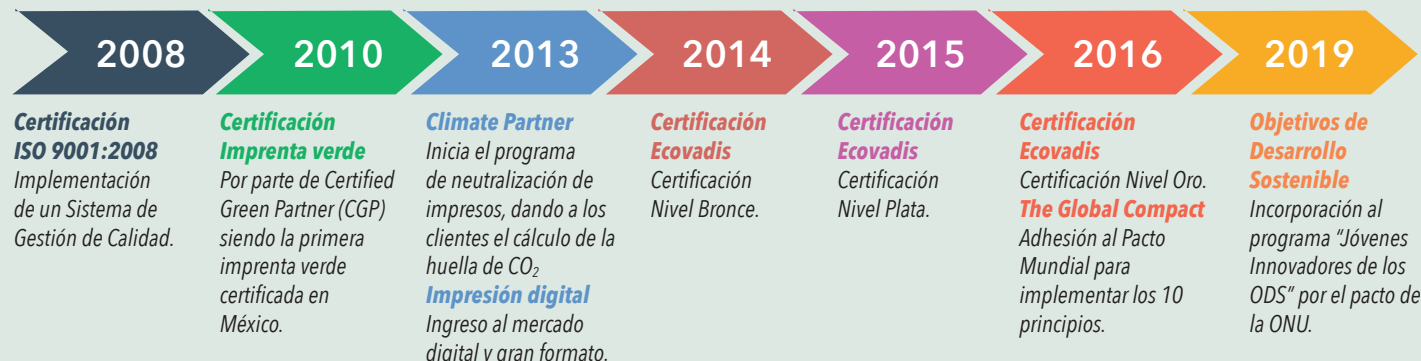 2008
2010
2013
2014
2015
2016
2019
Certificación
ISO 9001:2008
Implementación
de un Sistema de
Gestión de Calidad.
Certificación
Imprenta verde
Por parte de Certified
Green Partner (CGP)
siendo la primera
imprenta verde
certificada en
México.
Climate Partner
Inicia el programa
de neutralización de
impresos, dando a los
clientes el cálculo de la
huella de CO₂
Impresión digital
Ingreso al mercado
digital y gran formato.
Certificación
Ecovadis
Certificación
Nivel Bronce.
Certificación
Ecovadis
Certificación
Nivel Plata.
Certificación
Ecovadis
Certificación Nivel Oro.
The Global Compact
Adhesión al Pacto
Mundial para
implementar los 10
principios.
Objetivos de
Desarrollo
Sostenible
Incorporación al
programa “Jóvenes
Innovadores de los
ODS” por el pacto de
la ONU.